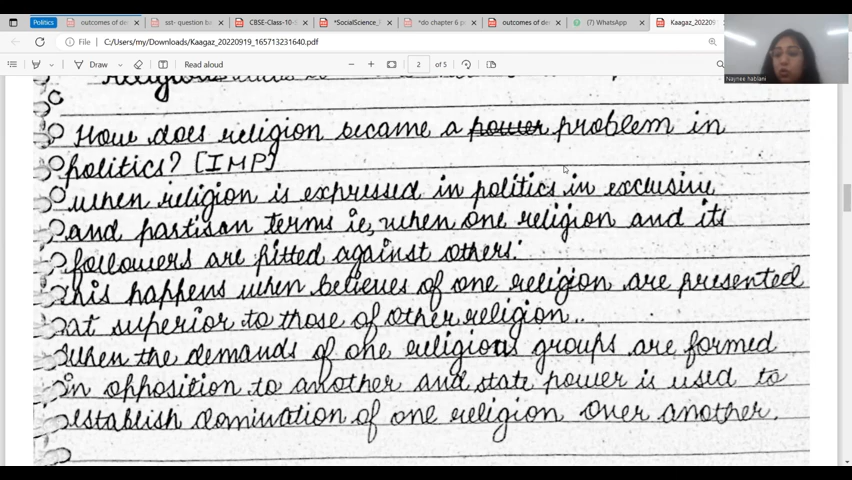 Politics
outcomes of de
sst- question ba
CBSE-Class-10-S
*SocialScience_
*do chapter 6 p
outcomes of de
(7) WhatsApp
Kaagaz_2022091
File
C:/Users/my/Downloads/Kaagaz_20220919_165713231640.pdf
Draw
Read aloud
2
of 5
Naynee Nablani
How does religion became a power problem in
politics? [IMP]
when religion is expressed in politics in exclusive
and partisan terms ie, when one religion and its
followers are pitted against others.
This happens when believes of one religion are presented
at superior to those of other religion..
When the demands of one religious groups are formed
in opposition to another and state power is used to
establish domination of one religion over another.